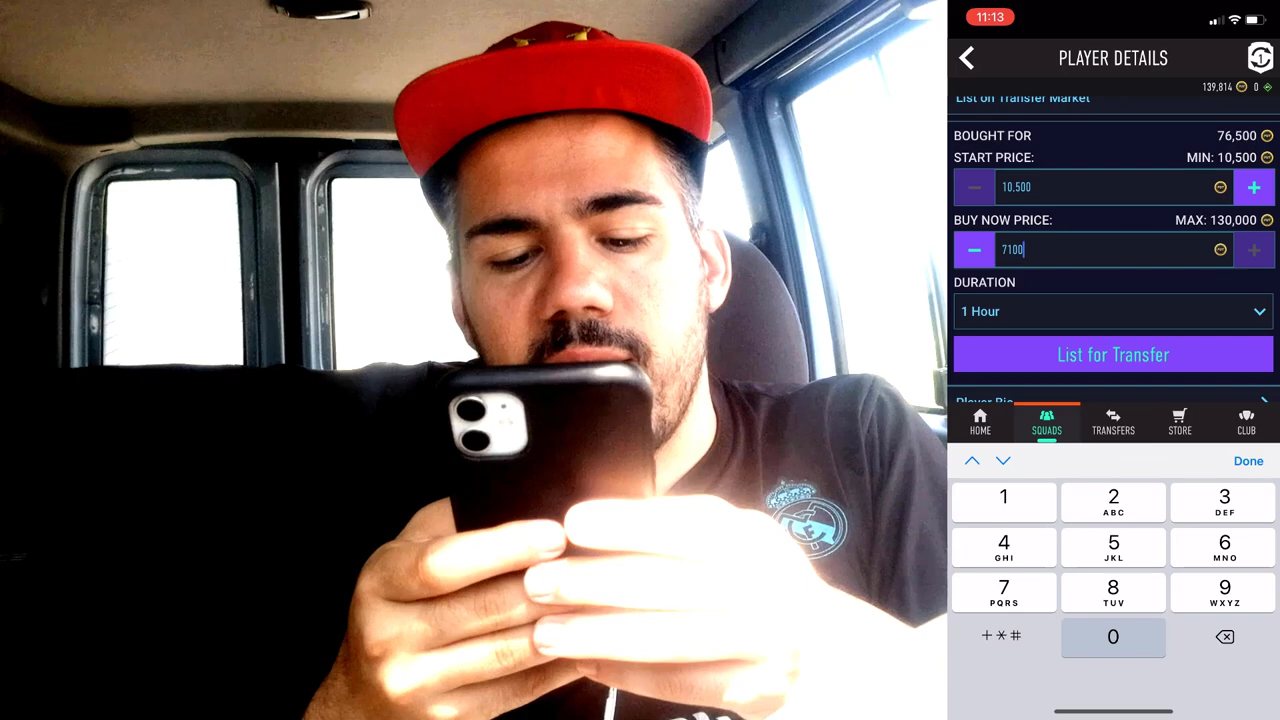 11:13
PLAYER DETAILS
139,814 0
List on Transfer Market
BOUGHT FOR 76,500
START PRICE: MIN: 10,500
10.500
BUY NOW PRICE: MAX: 130,000
7100
DURATION
1 Hour
List for Transfer
Player Bio
HOME SQUADS TRANSFERS STORE CLUB
Done
1 2 3
ABC DEF
4 5 6
GHI JKL MNO
7 8 9
PQRS TUV WXYZ
+*# 0